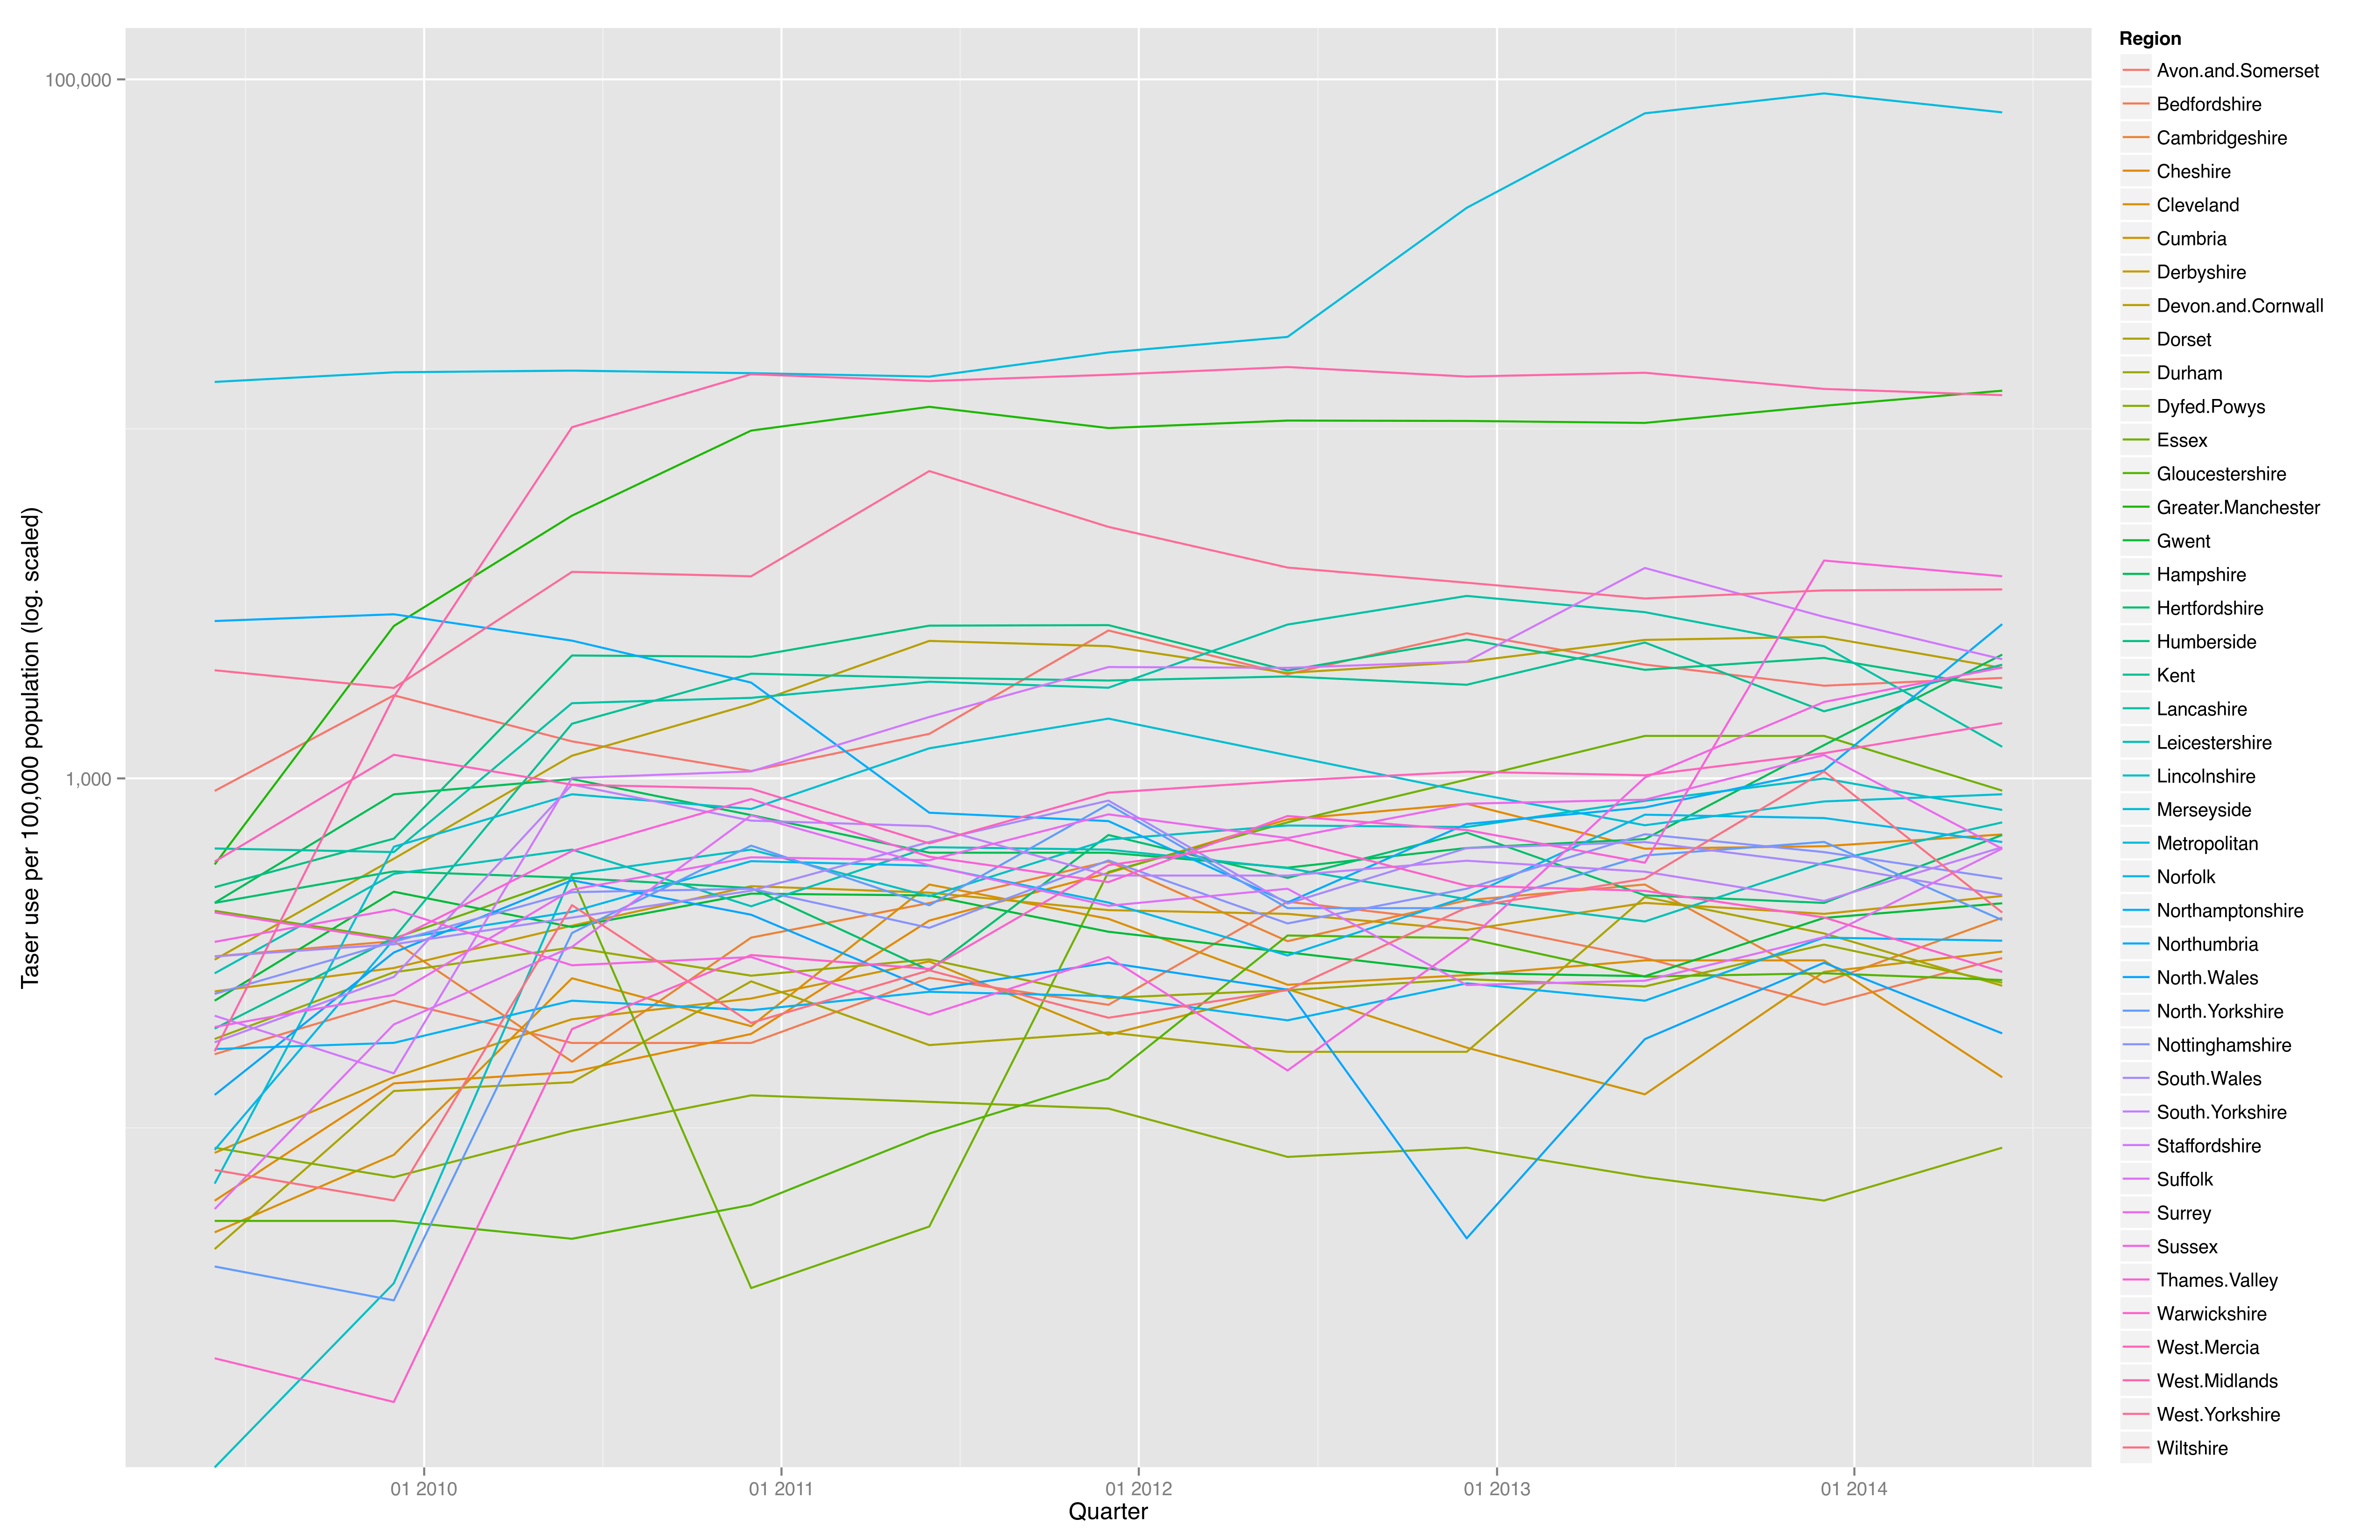 Region
Avon.and.Somerset
Bedfordshire
Cambridgeshire
Cheshire
Cleveland
Cumbria
Derbyshire
Devon.and.Cornwall
Dorset
Durham
Dyfed.Powys
Essex
Gloucestershire
Greater.Manchester
Gwent
Hampshire
Hertfordshire
Humberside
Kent
Lancashire
Leicestershire
Lincolnshire
Merseyside
Metropolitan
Norfolk
Northamptonshire
Northumbria
North.Wales
North.Yorkshire
Nottinghamshire
South.Wales
South.Yorkshire
Staffordshire
Suffolk
Surrey
Sussex
Thames.Valley
Warwickshire
West.Mercia
West.Midlands
West.Yorkshire
Wiltshire
100,000
1,000
Taser use per 100,000 population (log. scaled)
01 2010
01 2011
01 2012
01 2013
01 2014
Quarter